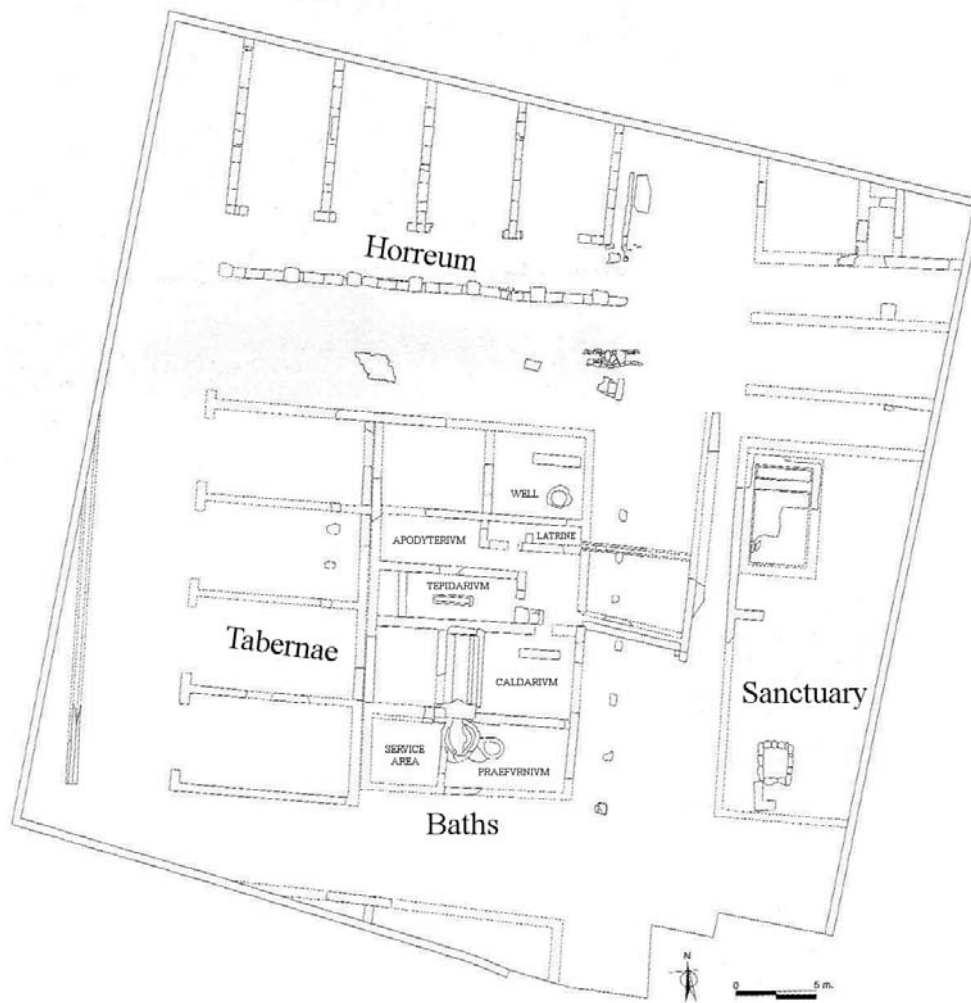 Horreum
WELL
APODYTERIVM
LATRINE
TEPIDARIVM
Tabernae
CALDARIVM
Sanctuary
SERVICE
AREA
PRAEFVRNIVM
Baths
N
0 5 m.